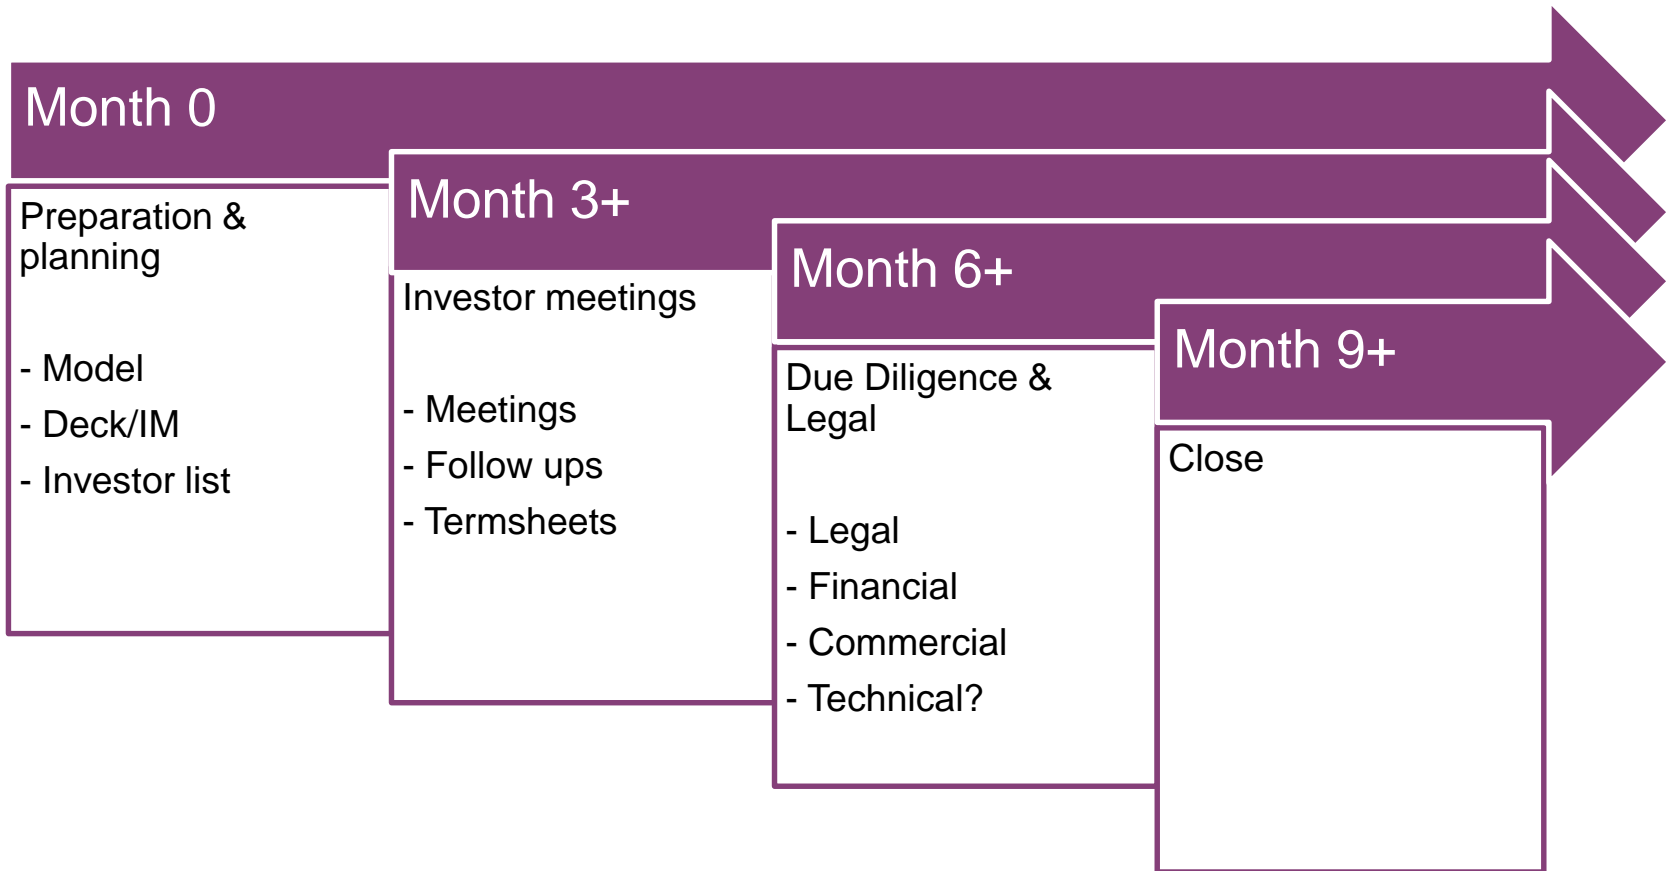 Month 0
Preparation &
planning
- Model
- Deck/IM
- Investor list
Month 3+
Investor meetings
- Meetings
- Follow ups
- Termsheets
Month 6+
Due Diligence &
Legal
- Legal
- Financial
- Commercial
- Technical?
Month 9+
Close